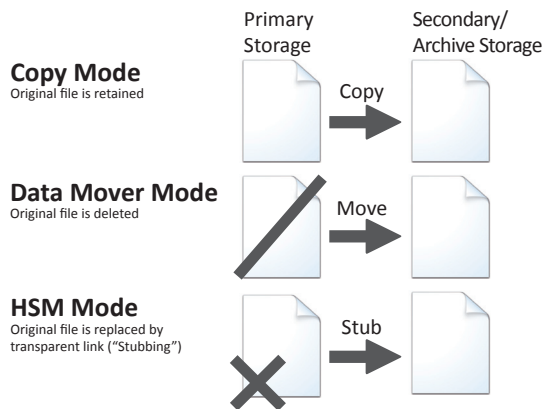 Primary
Storage
Secondary/
Archive Storage
Copy Mode
Original file is retained
Copy
Data Mover Mode
Original file is deleted
Move
HSM Mode
Original file is replaced by
transparent link (“Stubbing”)
Stub